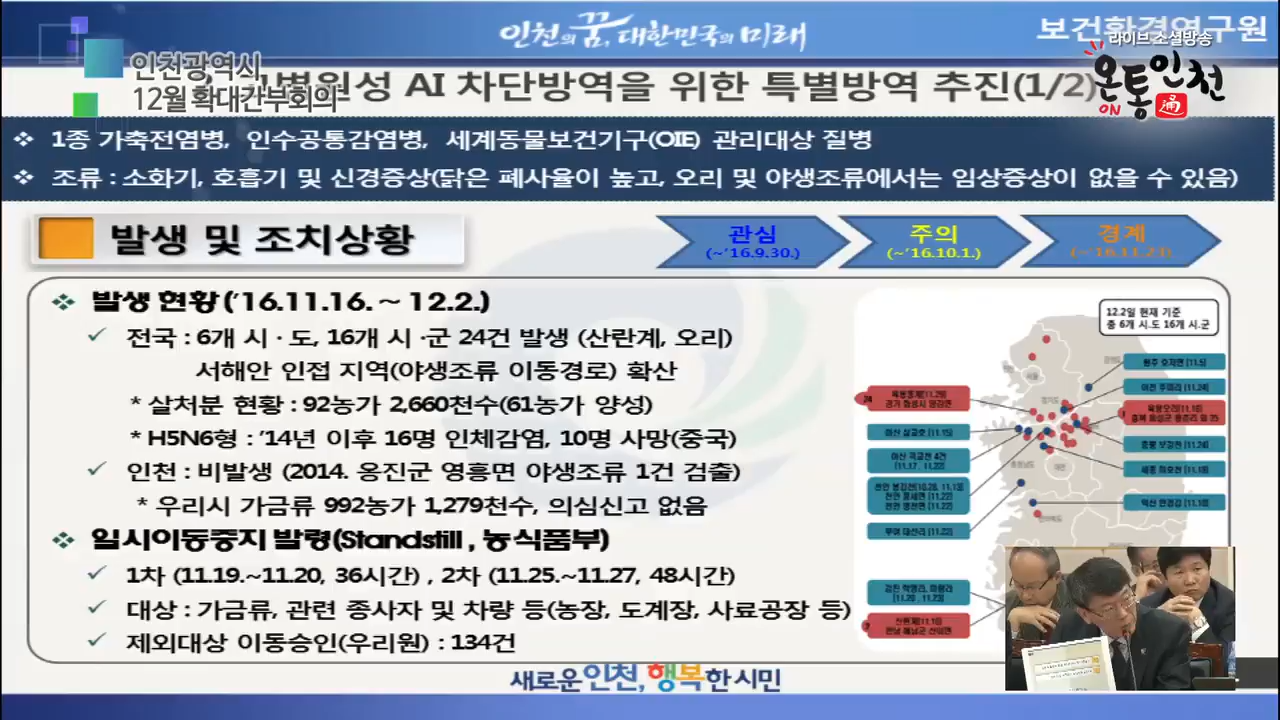 인천의 꿈, 대한민국의 미래
보건환경연구원
라이브 소셜방송
온통인천
ON
通
인천광역시
12월 확대간부회의
병원성 AI 차단방역을 위한 특별방역 추진(1/2)
❖ 1종 가축전염병, 인수공통감염병, 세계동물보건기구(OIE) 관리대상 질병
❖ 조류 : 소화기, 호흡기 및 신경증상(닭은 폐사율이 높고, 오리 및 야생조류에서는 임상증상이 없을 수 있음)
발생 및 조치상황
관심
(~'16.9.30.)
주의
(~'16.10.1.)
경계
❖ 발생 현황('16.11.16. ~ 12.2.)
✓ 전국 : 6개 시 · 도, 16개 시 ·군 24건 발생 (산란계, 오리)
서해안 인접 지역(야생조류 이동경로) 확산
* 살처분 현황 : 92농가 2,660천수(61농가 양성)
* H5N6형 : '14년 이후 16명 인체감염, 10명 사망(중국)
✓ 인천 : 비발생 (2014. 옹진군 영흥면 야생조류 1건 검출)
* 우리시 가금류 992농가 1,279천수, 의심신고 없음
❖ 일시이동중지 발령(Standstill , 농식품부)
✓ 1차 (11.19.~11.20, 36시간) , 2차 (11.25.~11.27, 48시간)
✓ 대상 : 가금류, 관련 종사자 및 차량 등(농장, 도계장, 사료공장 등)
✓ 제외대상 이동승인(우리원) : 134건
12.2일 현재 기준
총 6개 시.도 16개 시.군
새로운 인천, 행복한 시민